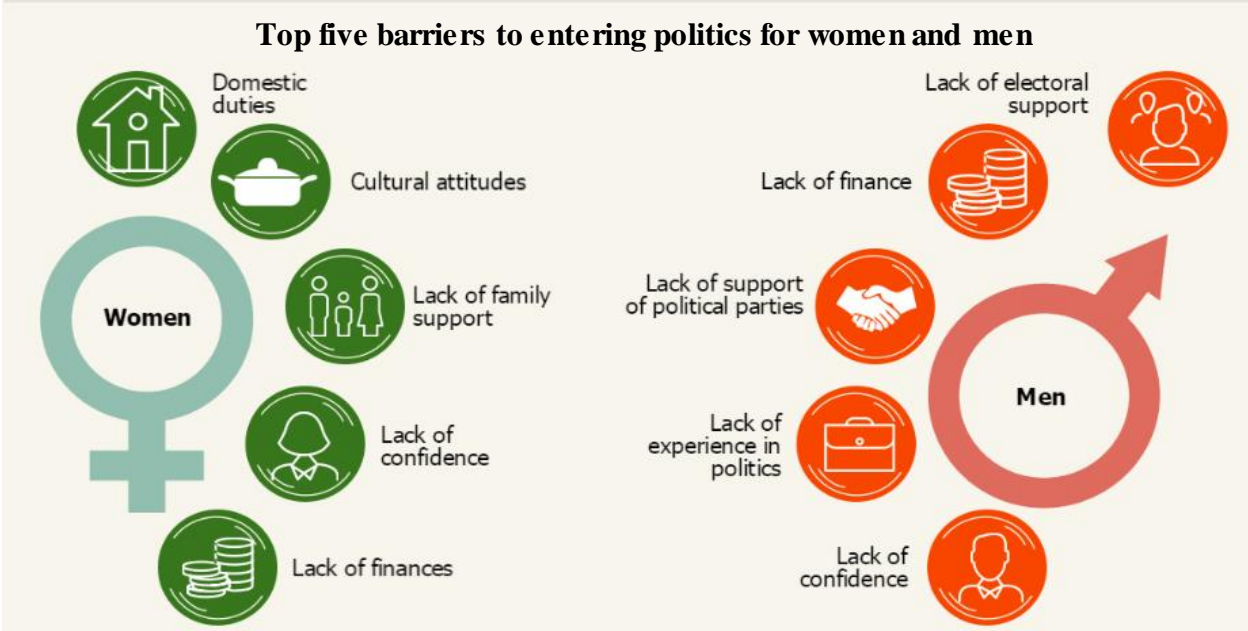 Top five barriers to entering politics for women and men
Domestic
duties
Cultural attitudes
Lack of family
support
Women
Lack of
confidence
Lack of finances
Lack of electoral
support
Lack of finance
Lack of support
of political parties
Men
Lack of
experience in
politics
Lack of
confidence